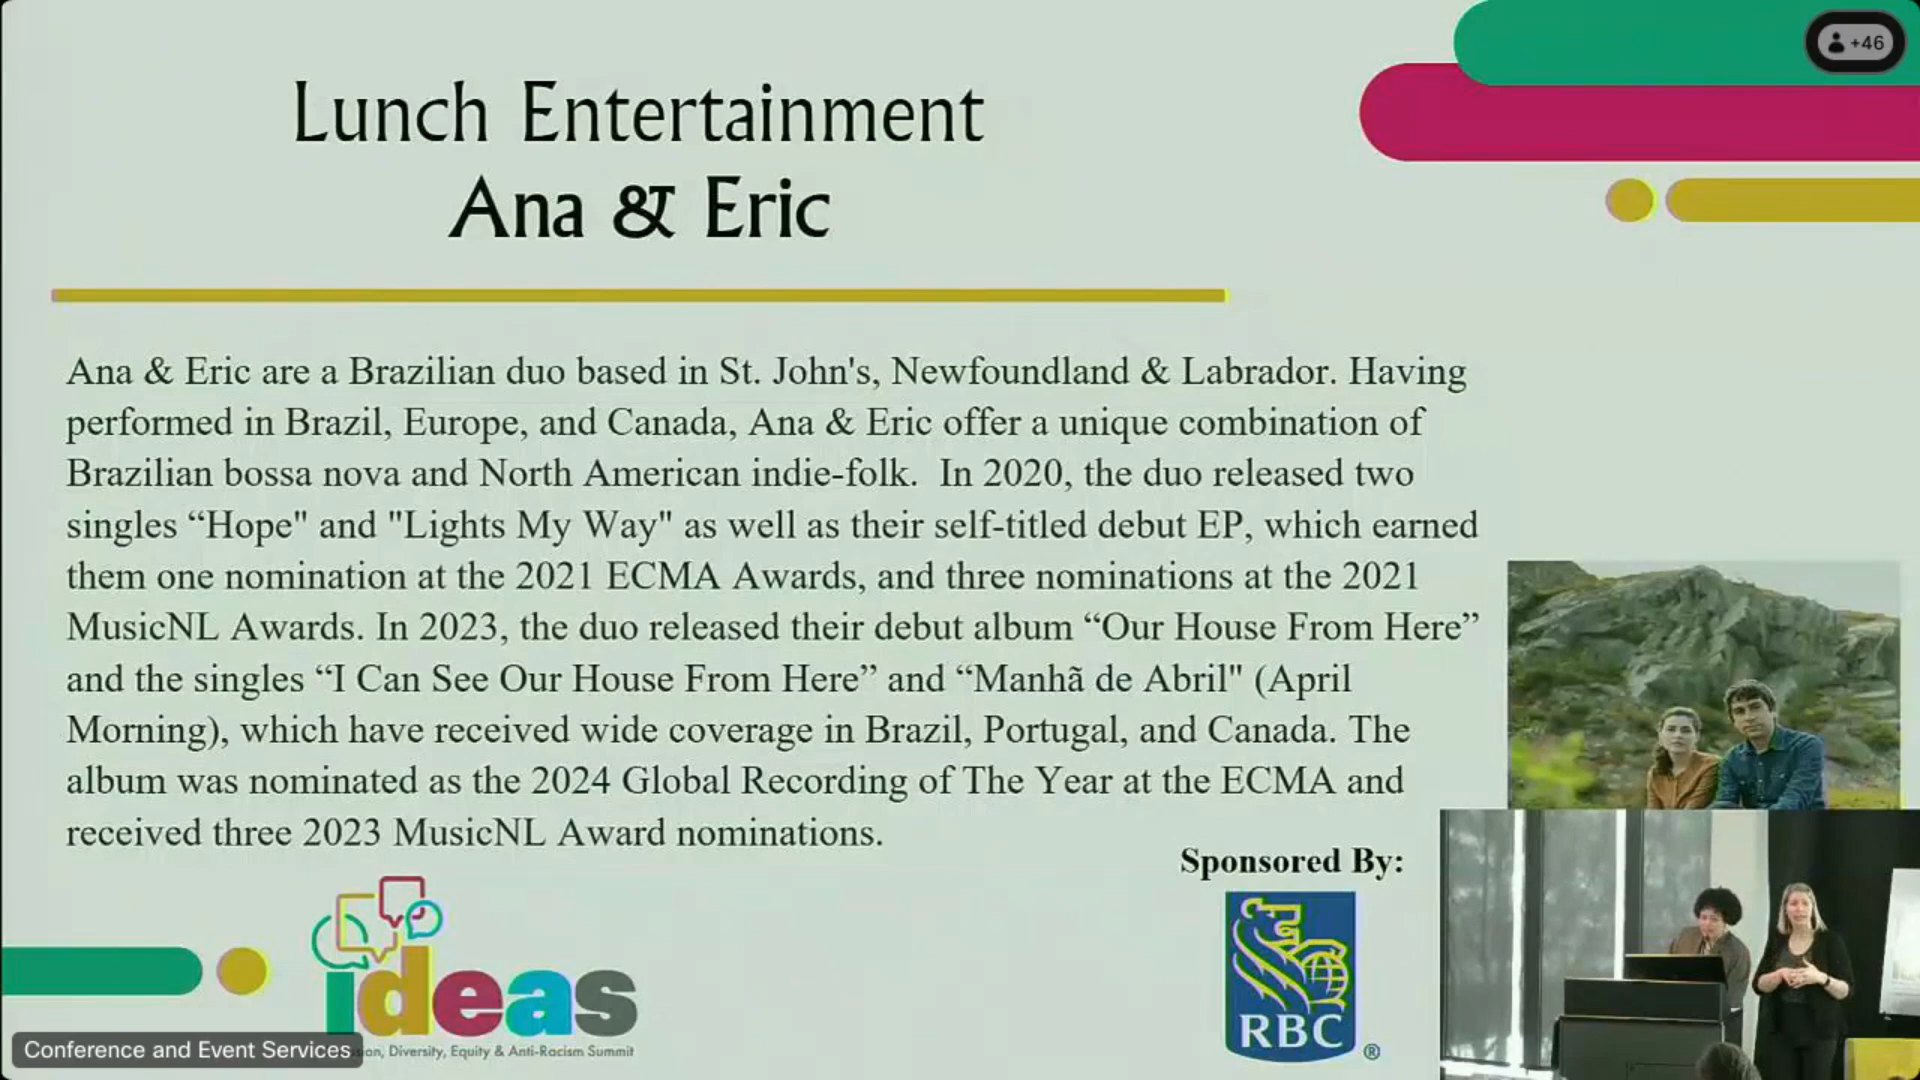 +46
Lunch Entertainment
Ana & Eric
Ana & Eric are a Brazilian duo based in St. John's, Newfoundland & Labrador. Having
performed in Brazil, Europe, and Canada, Ana & Eric offer a unique combination of
Brazilian bossa nova and North American indie-folk.  In 2020, the duo released two
singles “Hope" and "Lights My Way" as well as their self-titled debut EP, which earned
them one nomination at the 2021 ECMA Awards, and three nominations at the 2021
MusicNL Awards. In 2023, the duo released their debut album “Our House From Here”
and the singles “I Can See Our House From Here” and “Manhã de Abril" (April
Morning), which have received wide coverage in Brazil, Portugal, and Canada. The
album was nominated as the 2024 Global Recording of The Year at the ECMA and
received three 2023 MusicNL Award nominations.
Sponsored By:
RBC
®
ideas
Diversity, Equity & Anti-Racism Summit
Conference and Event Services